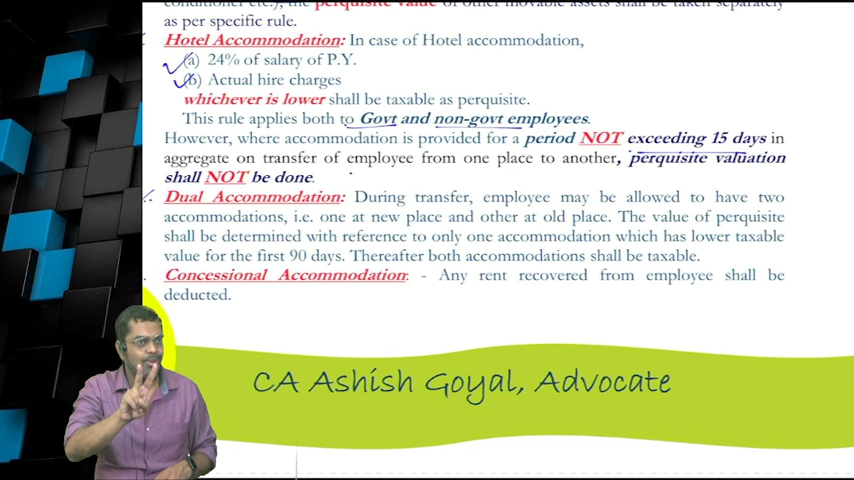 conditioner etc.), the perquisite value of other movable assets shall be taken separately
as per specific rule.
Hotel Accommodation: In case of Hotel accommodation,
(a) 24% of salary of P.Y.
(b) Actual hire charges
whichever is lower shall be taxable as perquisite.
This rule applies both to Govt and non-govt employees.
However, where accommodation is provided for a period NOT exceeding 15 days in
aggregate on transfer of employee from one place to another, perquisite valuation
shall NOT be done.
Dual Accommodation: During transfer, employee may be allowed to have two
accommodations, i.e. one at new place and other at old place. The value of perquisite
shall be determined with reference to only one accommodation which has lower taxable
value for the first 90 days. Thereafter both accommodations shall be taxable.
Concessional Accommodation: - Any rent recovered from employee shall be
deducted.
CA Ashish Goyal, Advocate